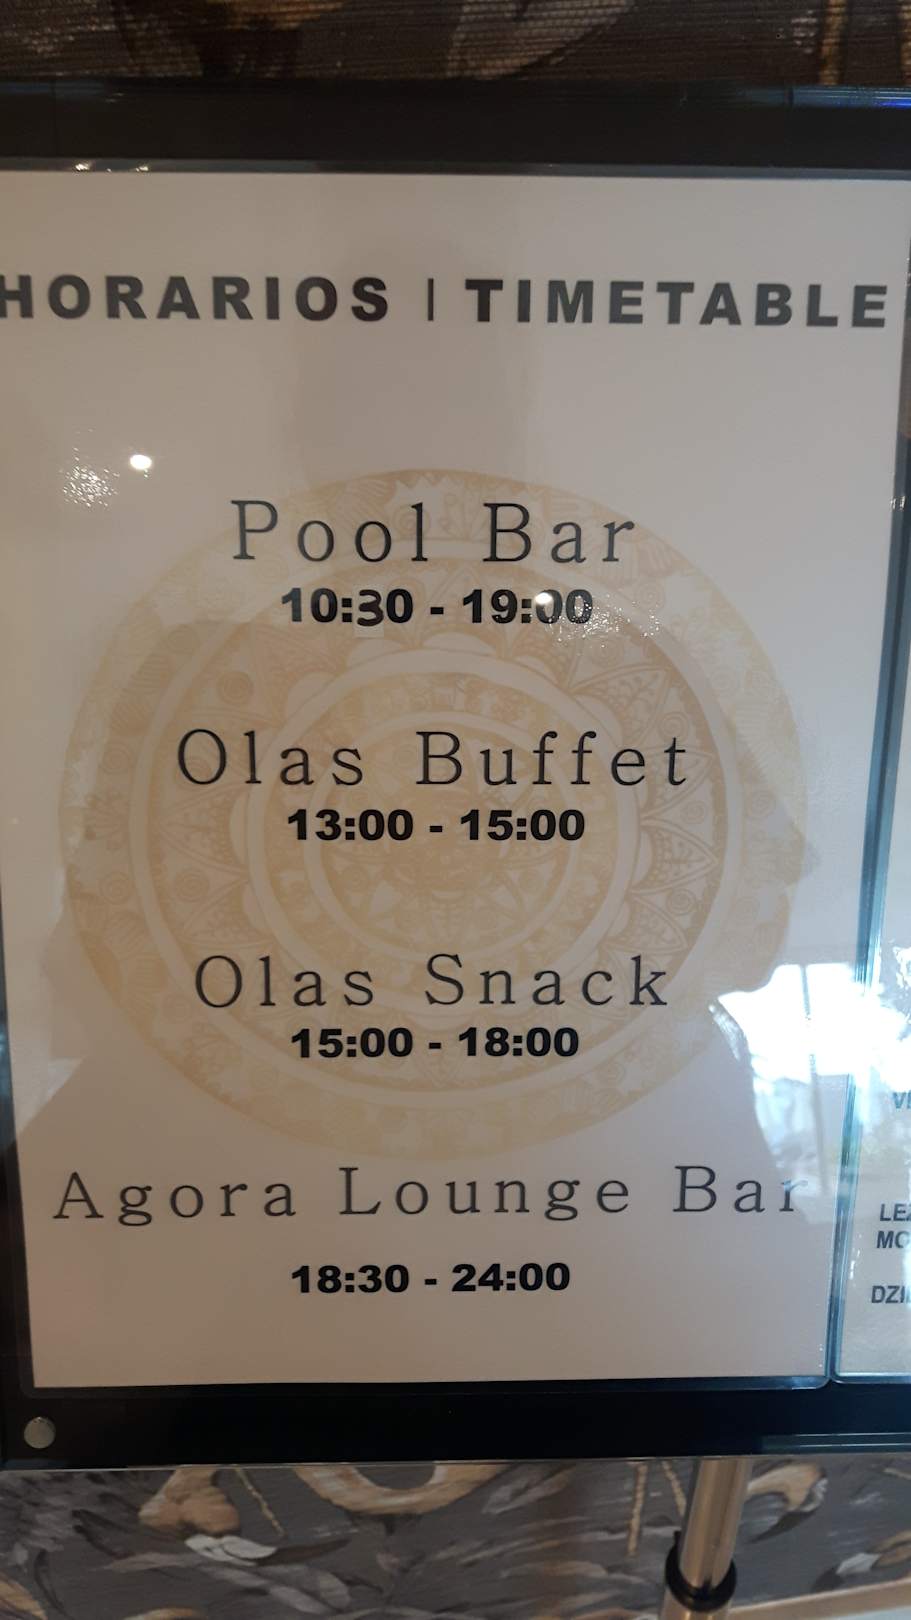 HORARIOS | TIMETABLE
Pool Bar
10:30 - 19:00
Olas Buffet
13:00 - 15:00
Olas Snack
15:00 - 18:00
Agora Lounge Bar
18:30 - 24:00